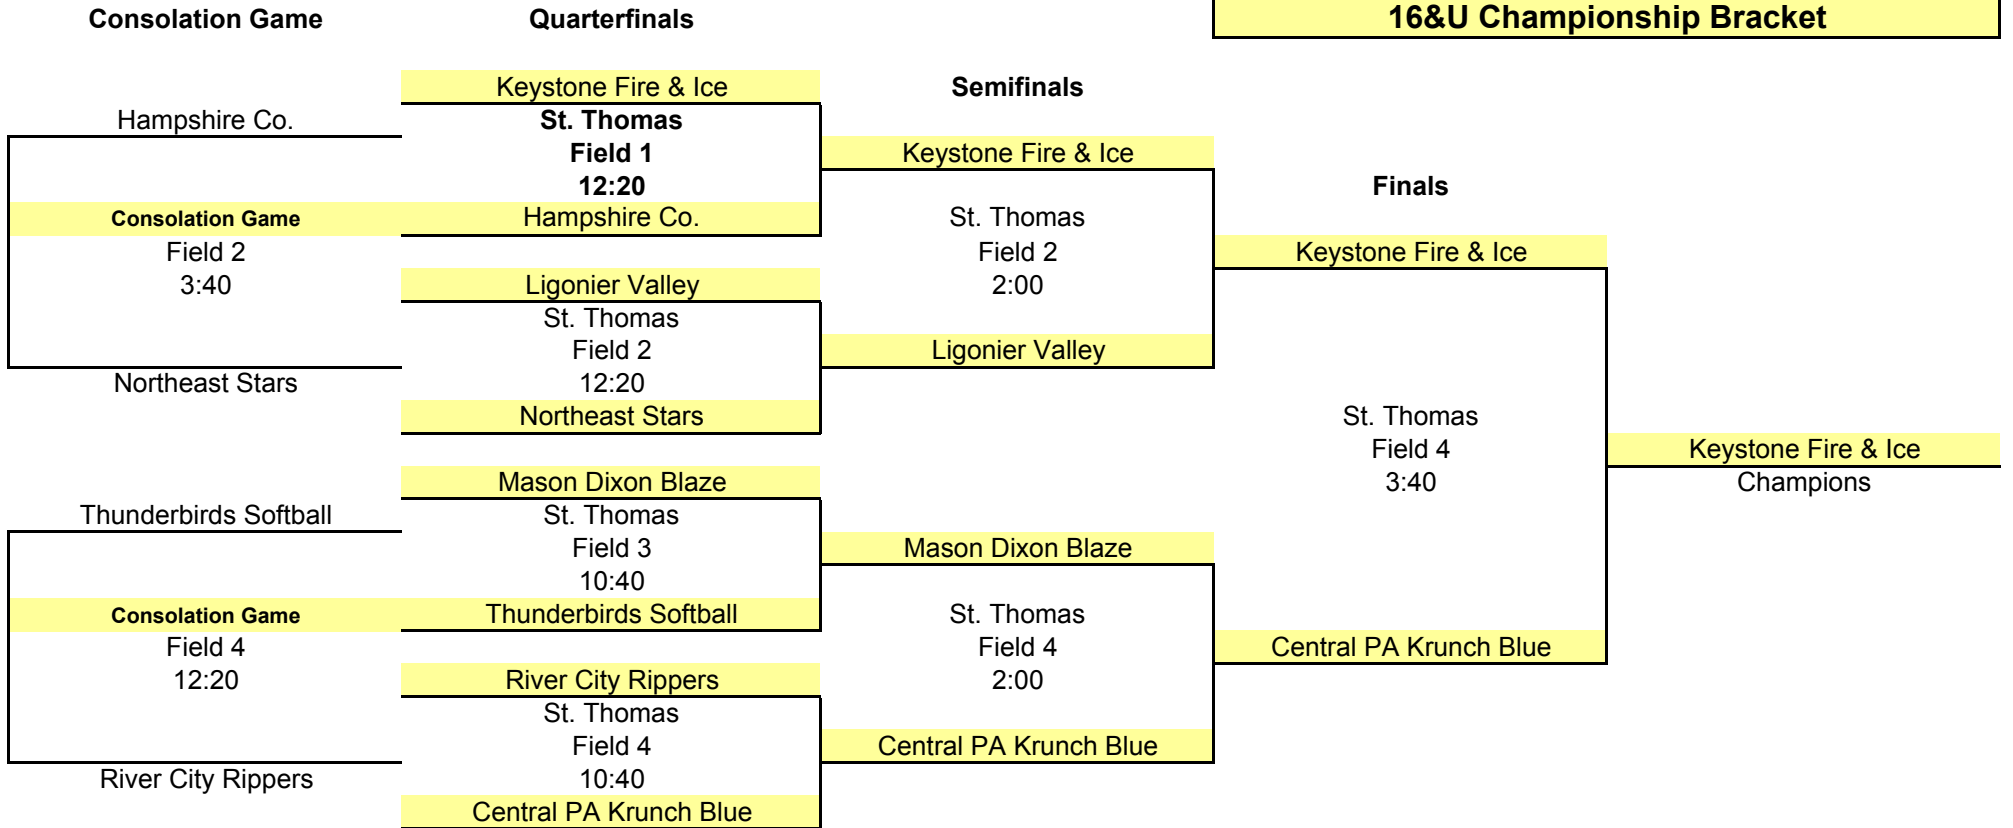 Consolation Game
Quarterfinals
16&U Championship Bracket
Keystone Fire & Ice
Semifinals
Hampshire Co.
St. Thomas
Field 1
Keystone Fire & Ice
12:20
Finals
Consolation Game
Hampshire Co.
St. Thomas
Field 2
Field 2
Keystone Fire & Ice
3:40
Ligonier Valley
2:00
St. Thomas
Field 2
Ligonier Valley
Northeast Stars
12:20
Northeast Stars
St. Thomas
Field 4
Keystone Fire & Ice
Mason Dixon Blaze
3:40
Champions
Thunderbirds Softball
St. Thomas
Field 3
Mason Dixon Blaze
10:40
Consolation Game
Thunderbirds Softball
St. Thomas
Field 4
Field 4
Central PA Krunch Blue
12:20
River City Rippers
2:00
St. Thomas
Field 4
Central PA Krunch Blue
River City Rippers
10:40
Central PA Krunch Blue